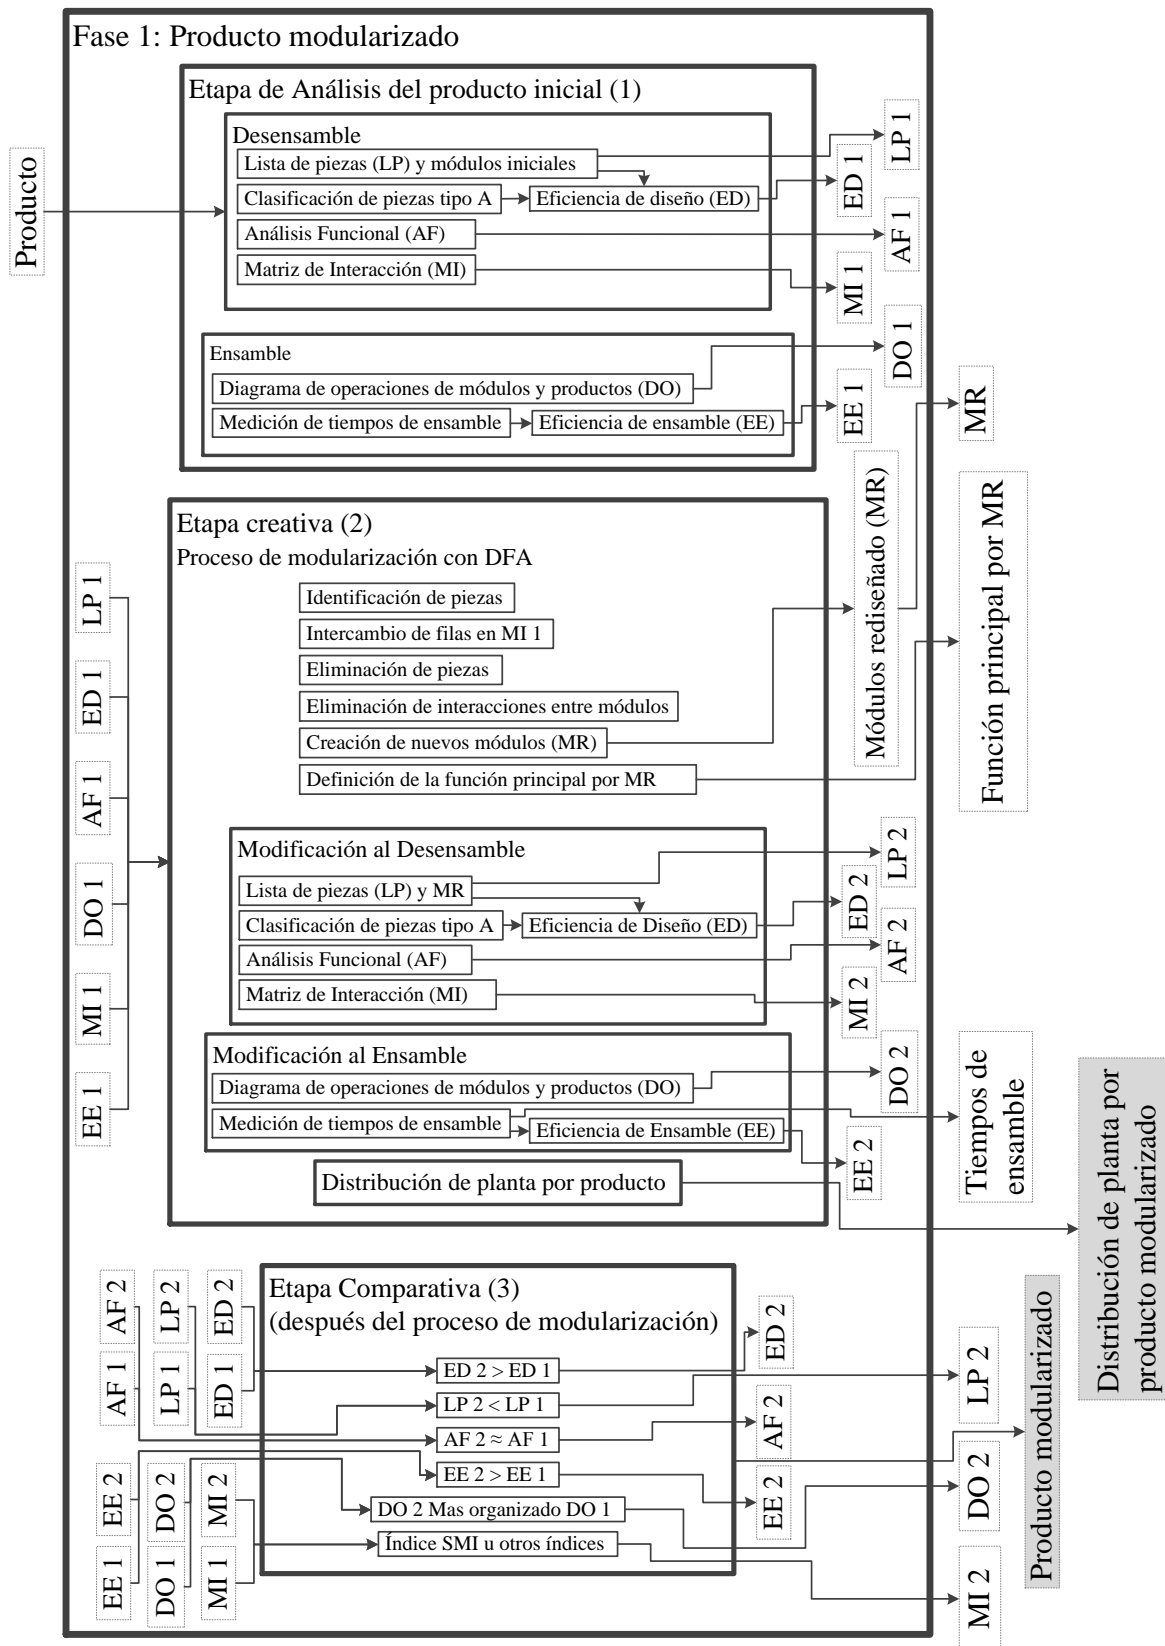 Fase 1: Producto modularizado
Producto
Etapa de Análisis del producto inicial (1)
Desensamble
Lista de piezas (LP) y módulos iniciales
Clasificación de piezas tipo A
Eficiencia de diseño (ED)
Análisis Funcional (AF)
Matriz de Interacción (MI)
LP 1
ED 1
AF 1
MI 1
Ensamble
Diagrama de operaciones de módulos y productos (DO)
Medición de tiempos de ensamble
Eficiencia de ensamble (EE)
DO 1
EE 1
LP 1
ED 1
AF 1
DO 1
MI 1
EE 1
Etapa creativa (2)
Proceso de modularización con DFA
Identificación de piezas
Intercambio de filas en MI 1
Eliminación de piezas
Eliminación de interacciones entre módulos
Creación de nuevos módulos (MR)
Definición de la función principal por MR
Módulos rediseñado (MR)
MR
Función principal por MR
Modificación al Desensamble
Lista de piezas (LP) y MR
Clasificación de piezas tipo A
Eficiencia de Diseño (ED)
Análisis Funcional (AF)
Matriz de Interacción (MI)
LP 2
ED 2
AF 2
MI 2
Modificación al Ensamble
Diagrama de operaciones de módulos y productos (DO)
Medición de tiempos de ensamble
Eficiencia de Ensamble (EE)
DO 2
EE 2
Tiempos de
ensamble
Distribución de planta por producto
Distribución de planta por
producto modularizado
AF 2
LP 2
ED 2
AF 1
LP 1
ED 1
EE 2
DO 2
MI 2
EE 1
DO 1
MI 1
Etapa Comparativa (3)
(después del proceso de modularización)
ED 2 > ED 1
LP 2 < LP 1
AF 2 ≈ AF 1
EE 2 > EE 1
DO 2 Mas organizado DO 1
Índice SMI u otros índices
ED 2
AF 2
EE 2
LP 2
DO 2
MI 2
Producto modularizado